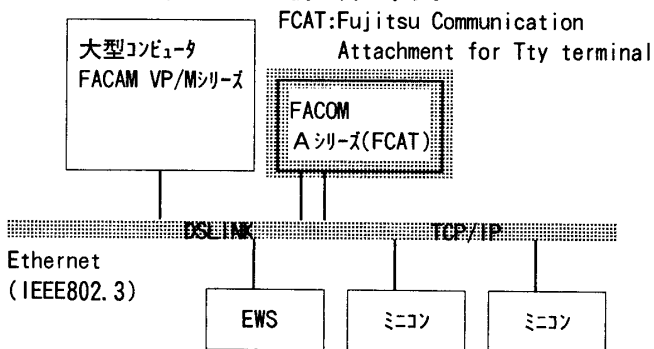 FCAT:Fujitsu Communication
Attachment for Tty terminal
大型ｺﾝﾋﾟｭｰﾀ
FACAM VP/Mｼﾘｰｽﾞ
FACOM
Aｼﾘｰｽﾞ(FCAT)
DSLINK
TCP/IP
Ethernet
(IEEE802.3)
EWS
ﾐﾆｺﾝ
ﾐﾆｺﾝ